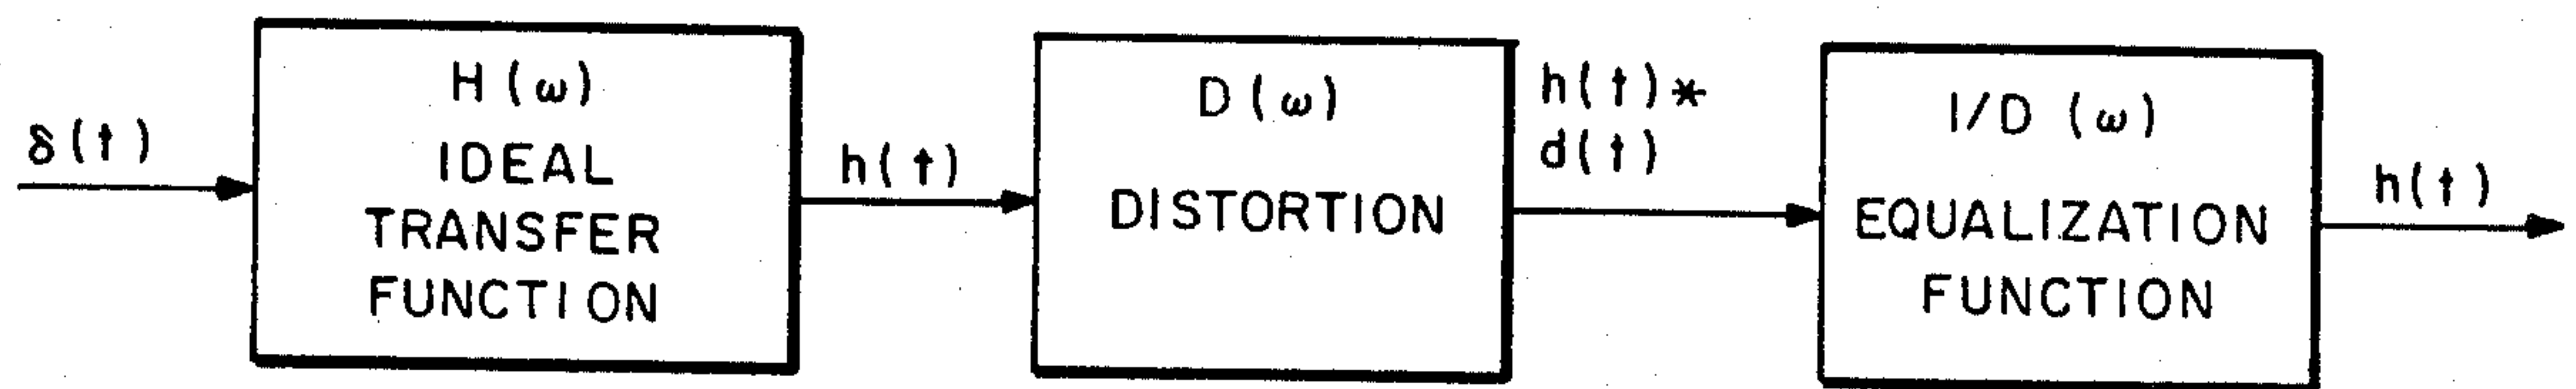 δ(t)
H(ω)
IDEAL
TRANSFER
FUNCTION
h(t)
D(ω)
DISTORTION
h(t)*
d(t)
1/D (ω)
EQUALIZATION
FUNCTION
h(t)